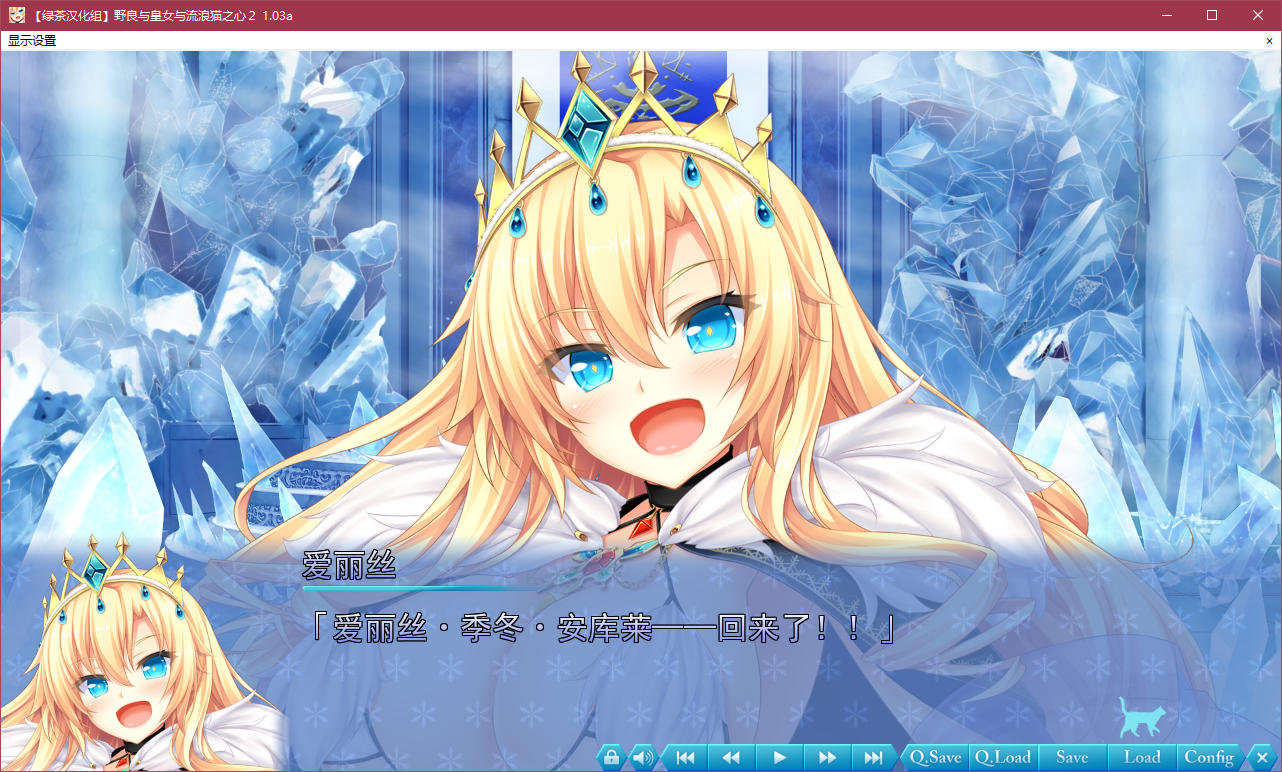 【绿茶汉化组】野良与皇女与流浪猫之心 2 1.03a
显示设置
爱丽丝
「爱丽丝・季冬・安库莱——回来了！！」
Q.Save Q.Load Save Load Config